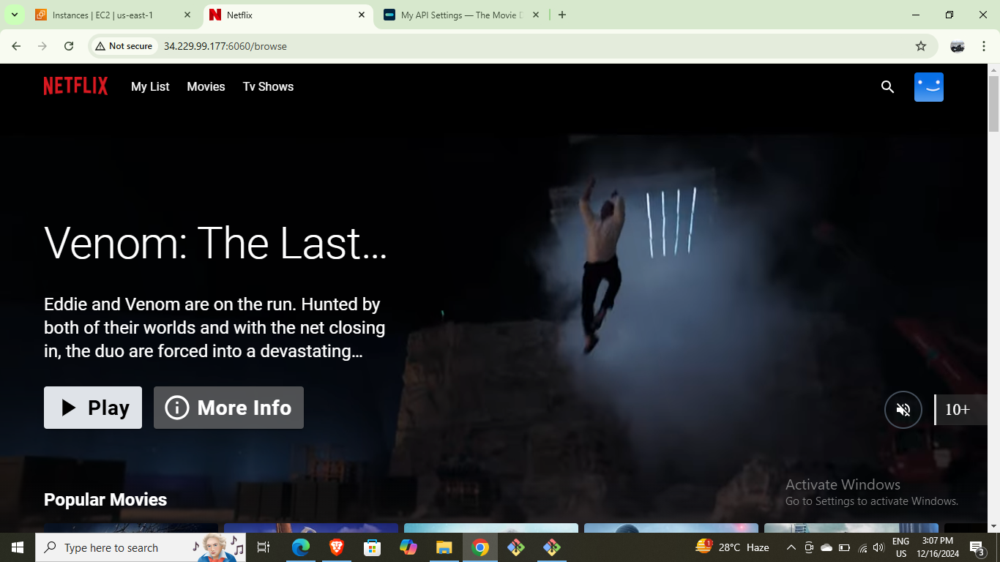 Instances | EC2 | us-east-1
Netflix
My API Settings — The Movie D
Not secure
34.229.99.177:6060/browse
NETFLIX
My List
Movies
Tv Shows
Venom: The Last...
Eddie and Venom are on the run. Hunted by
both of their worlds and with the net closing
in, the duo are forced into a devastating...
Play
More Info
10+
Popular Movies
Activate Windows
Go to Settings to activate Windows.
Type here to search
1
28°C Haze
ENG
US
3:07 PM
12/16/2024
3